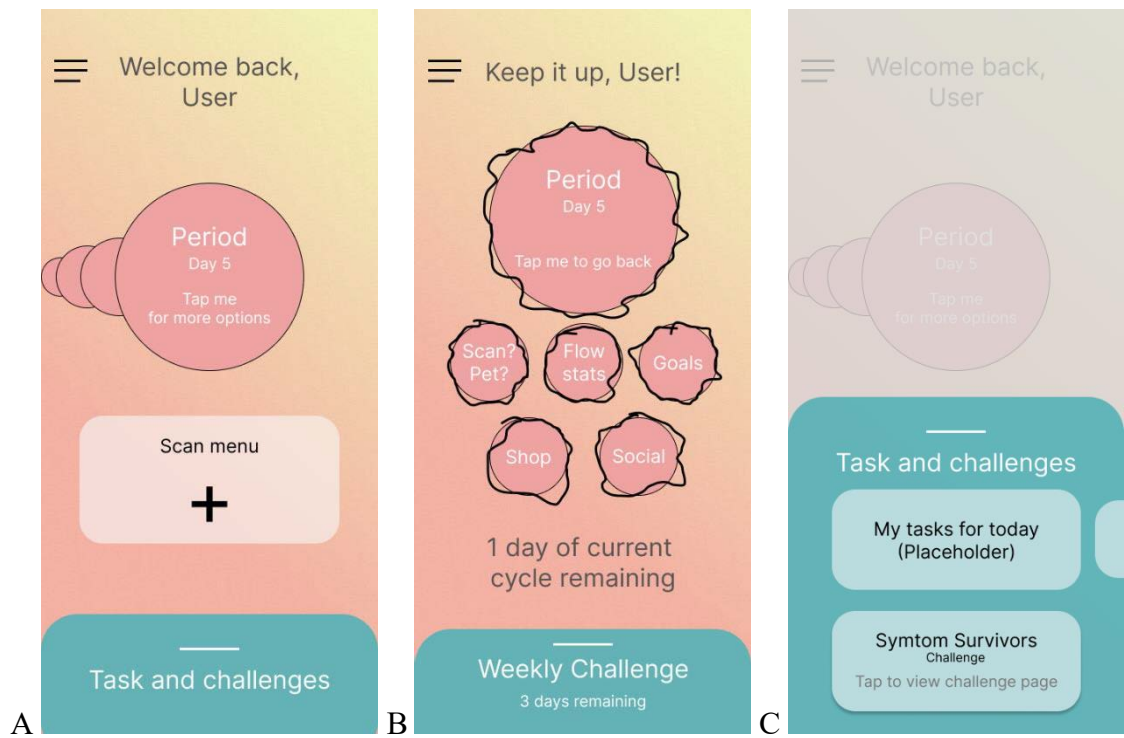 Welcome back,
User
Period
Day 5
Tap me
for more options
Scan menu
+
Task and challenges
A
Keep it up, User!
Period
Day 5
Tap me to go back
Scan?
Pet?
Flow
stats
Goals
Shop
Social
1 day of current
cycle remaining
Weekly Challenge
3 days remaining
B
Welcome back,
User
Period
Day 5
Tap me
for more options
Task and challenges
My tasks for today
(Placeholder)
Symtom Survivors
Challenge
Tap to view challenge page
C